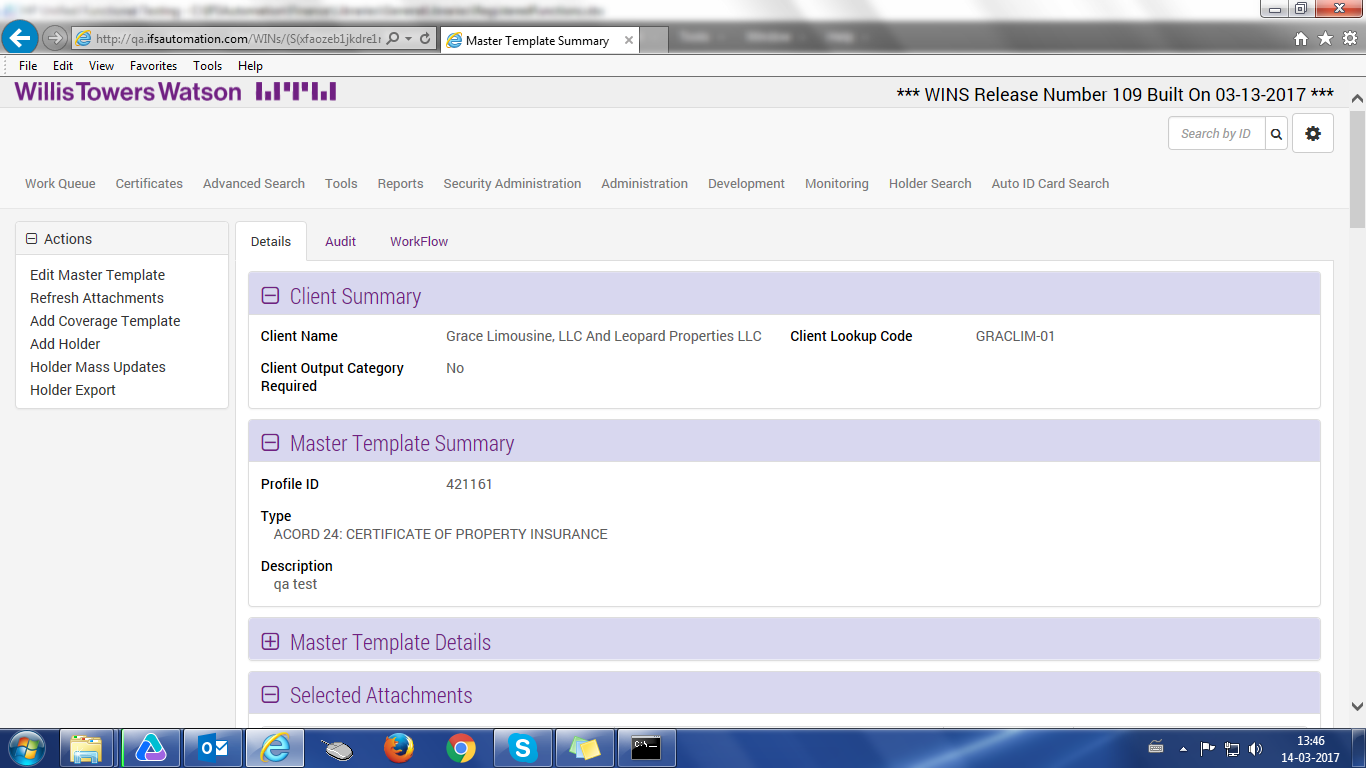 http://qa.ifsautomation.com/WINs/(S(xfaozeb1jkdre1r
Master Template Summary
File Edit View Favorites Tools Help
WillisTowersWatson
*** WINS Release Number 109 Built On 03-13-2017 ***
Search by ID
Work Queue Certificates Advanced Search Tools Reports Security Administration Administration Development Monitoring Holder Search Auto ID Card Search
Actions
Edit Master Template
Refresh Attachments
Add Coverage Template
Add Holder
Holder Mass Updates
Holder Export
Details Audit WorkFlow
Client Summary
Client Name Grace Limousine, LLC And Leopard Properties LLC Client Lookup Code GRACLIM-01
Client Output Category No
Required
Master Template Summary
Profile ID 421161
Type
ACORD 24: CERTIFICATE OF PROPERTY INSURANCE
Description
qa test
Master Template Details
Selected Attachments
13:46
14-03-2017